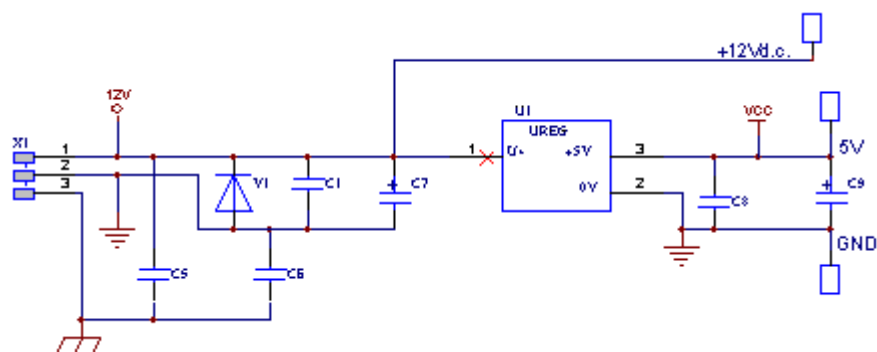 +12Vd.c.
12V
U1
VCC
UREG
X1
1
2
3
1
U+
+5V
3
5V
V1
C1
C7
0V
2
C8
C9
GND
C5
C6